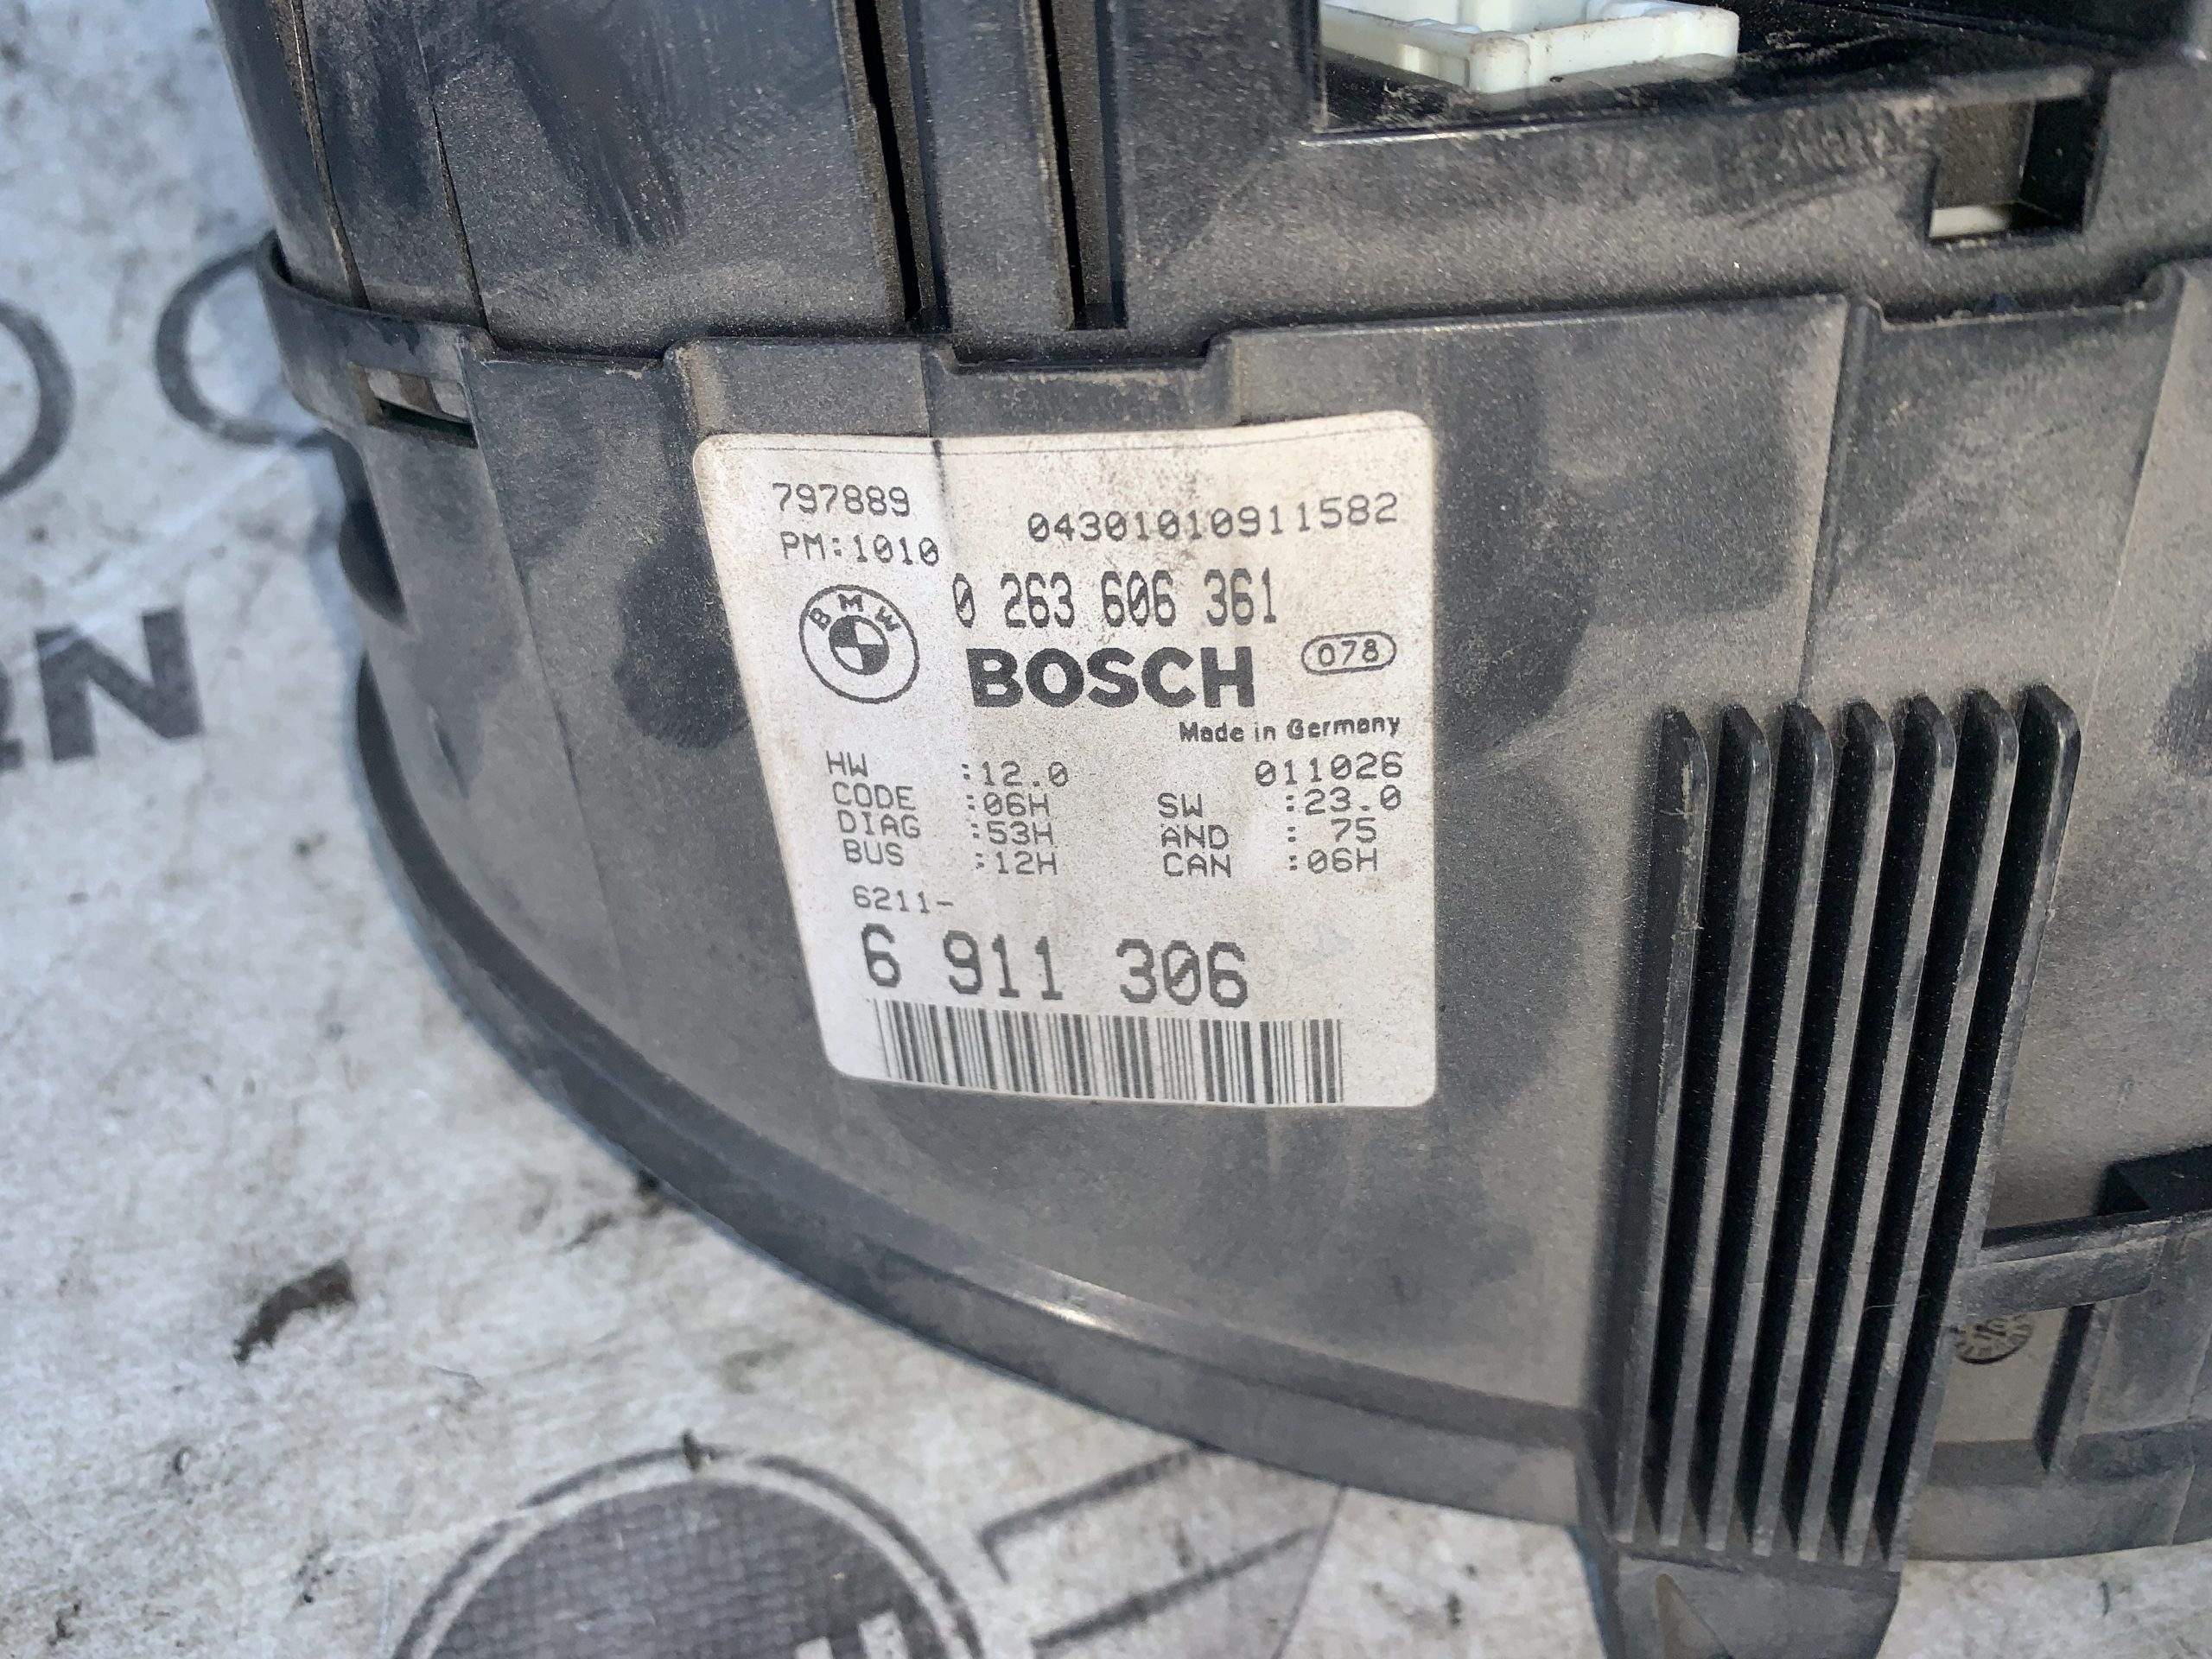 797889
04301010911582
PM:1010
0 263 606 361
BMW
BOSCH
078
Made in Germany
HW :12.0 011026
CODE :06H SW :23.0
DIAG :53H AND : 75
BUS :12H CAN :06H
6211-
6 911 306